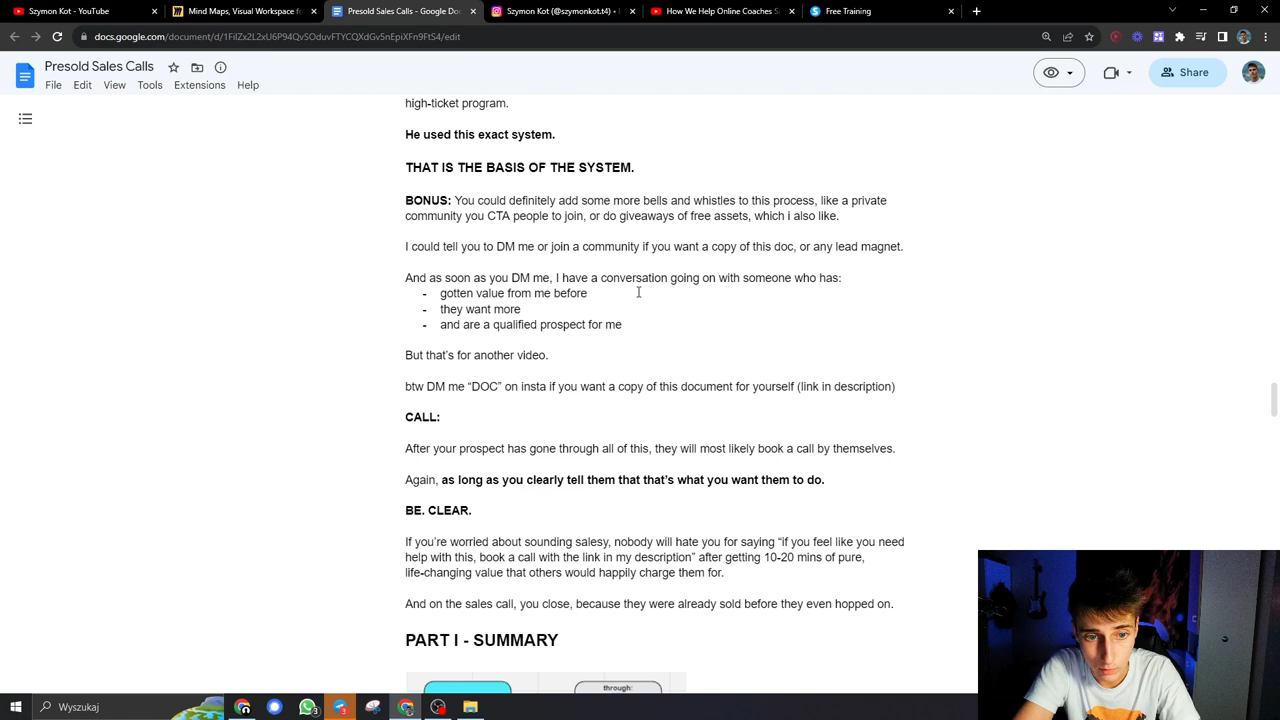 Szymon Kot - YouTube
Mind Maps, Visual Workspace fo
Presold Sales Calls - Google Doc
Szymon Kot (@szymonkot.t4) •
How We Help Online Coaches S
Free Training
docs.google.com/document/d/1FiIZx2L2xU6P94QvSOduvFTYCQXdGv5nEpiXFn9FtS4/edit
Presold Sales Calls
File Edit View Tools Extensions Help
Share
high-ticket program.
He used this exact system.
THAT IS THE BASIS OF THE SYSTEM.
BONUS: You could definitely add some more bells and whistles to this process, like a private
community you CTA people to join, or do giveaways of free assets, which i also like.
I could tell you to DM me or join a community if you want a copy of this doc, or any lead magnet.
And as soon as you DM me, I have a conversation going on with someone who has:
- gotten value from me before
- they want more
- and are a qualified prospect for me
But that's for another video.
btw DM me “DOC” on insta if you want a copy of this document for yourself (link in description)
CALL:
After your prospect has gone through all of this, they will most likely book a call by themselves.
Again, as long as you clearly tell them that that's what you want them to do.
BE. CLEAR.
If you're worried about sounding salesy, nobody will hate you for saying “if you feel like you need
help with this, book a call with the link in my description” after getting 10-20 mins of pure,
life-changing value that others would happily charge them for.
And on the sales call, you close, because they were already sold before they even hopped on.
PART I - SUMMARY
through:
Wyszukaj